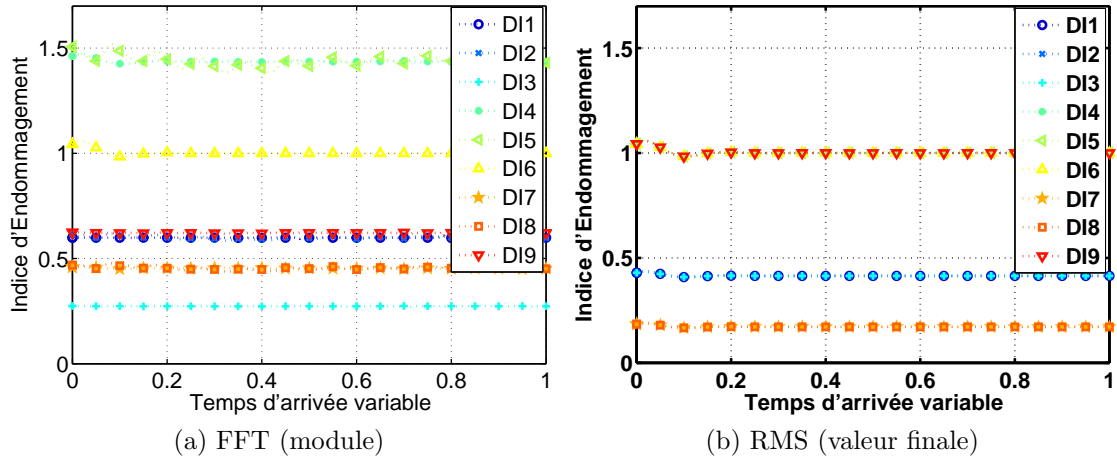 Indice d'Endommagement
1.5
1
0.5
0
0
0.2
0.4
0.6
0.8
1
Temps d'arrivée variable
DI1
DI2
DI3
DI4
DI5
DI6
DI7
DI8
DI9
(a) FFT (module)
Indice d'Endommagement
1.5
1
0.5
0
0
0.2
0.4
0.6
0.8
1
Temps d'arrivée variable
DI1
DI2
DI3
DI4
DI5
DI6
DI7
DI8
DI9
(b) RMS (valeur finale)